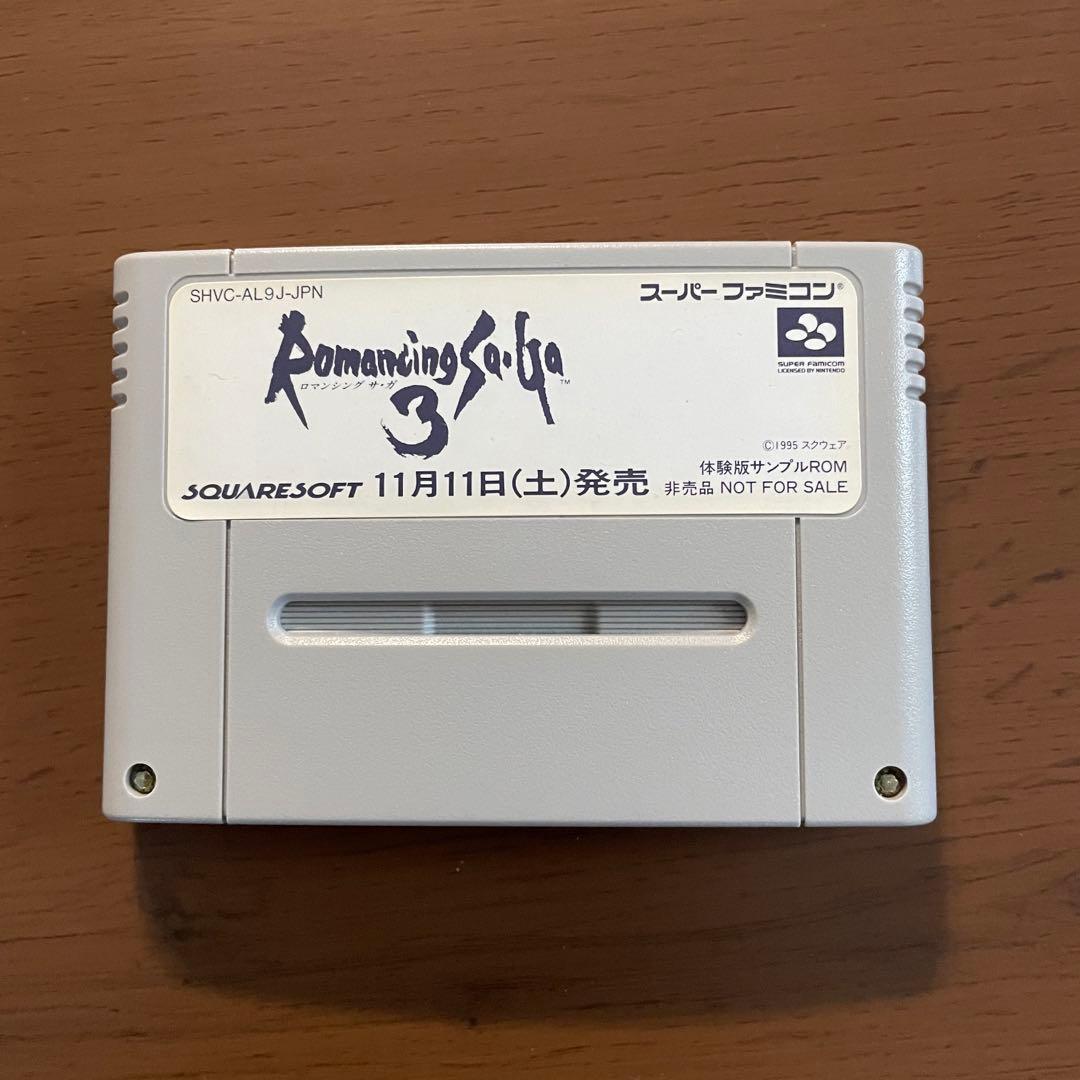 SHVC-AL9J-JPN
スーパーファミコン®
SUPER FAMICOM
LICENSED BY NINTENDO
Romancing Sa・Ga™
ロマンシング サ・ガ
3
©1995 スクウェア
SQUARESOFT 11月11日(土)発売
体験版サンプルROM
非売品 NOT FOR SALE